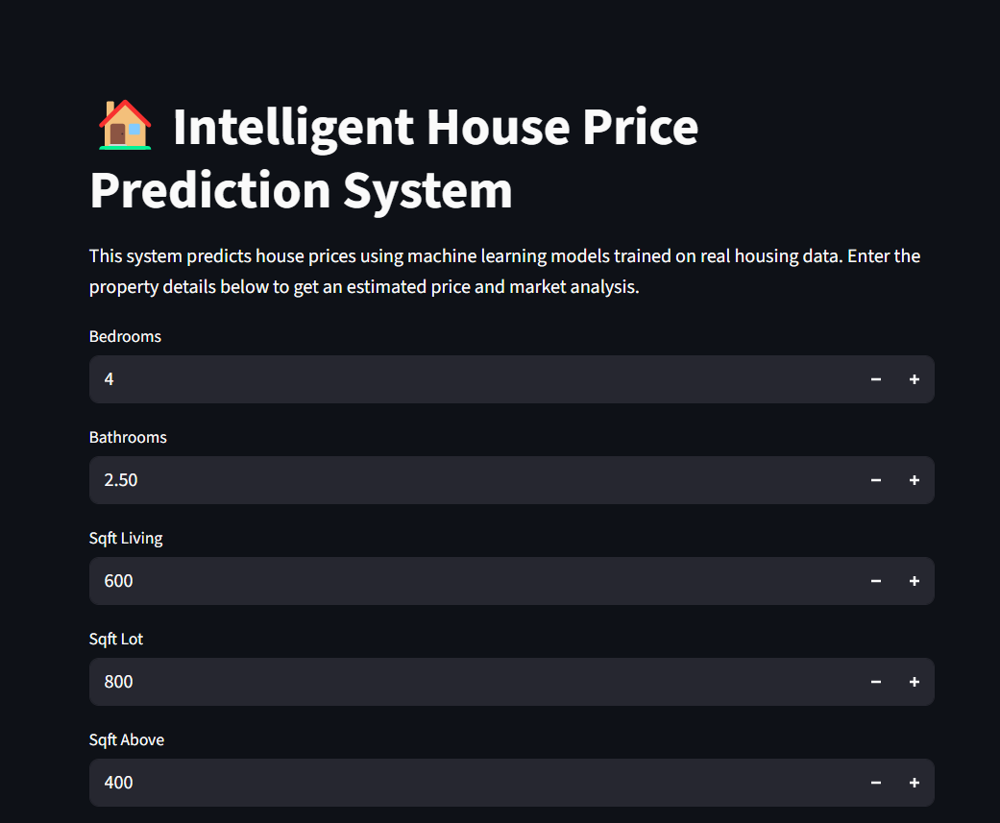 Intelligent House Price
Prediction System
This system predicts house prices using machine learning models trained on real housing data. Enter the
property details below to get an estimated price and market analysis.
Bedrooms
4
Bathrooms
2.50
Sqft Living
600
Sqft Lot
800
Sqft Above
400